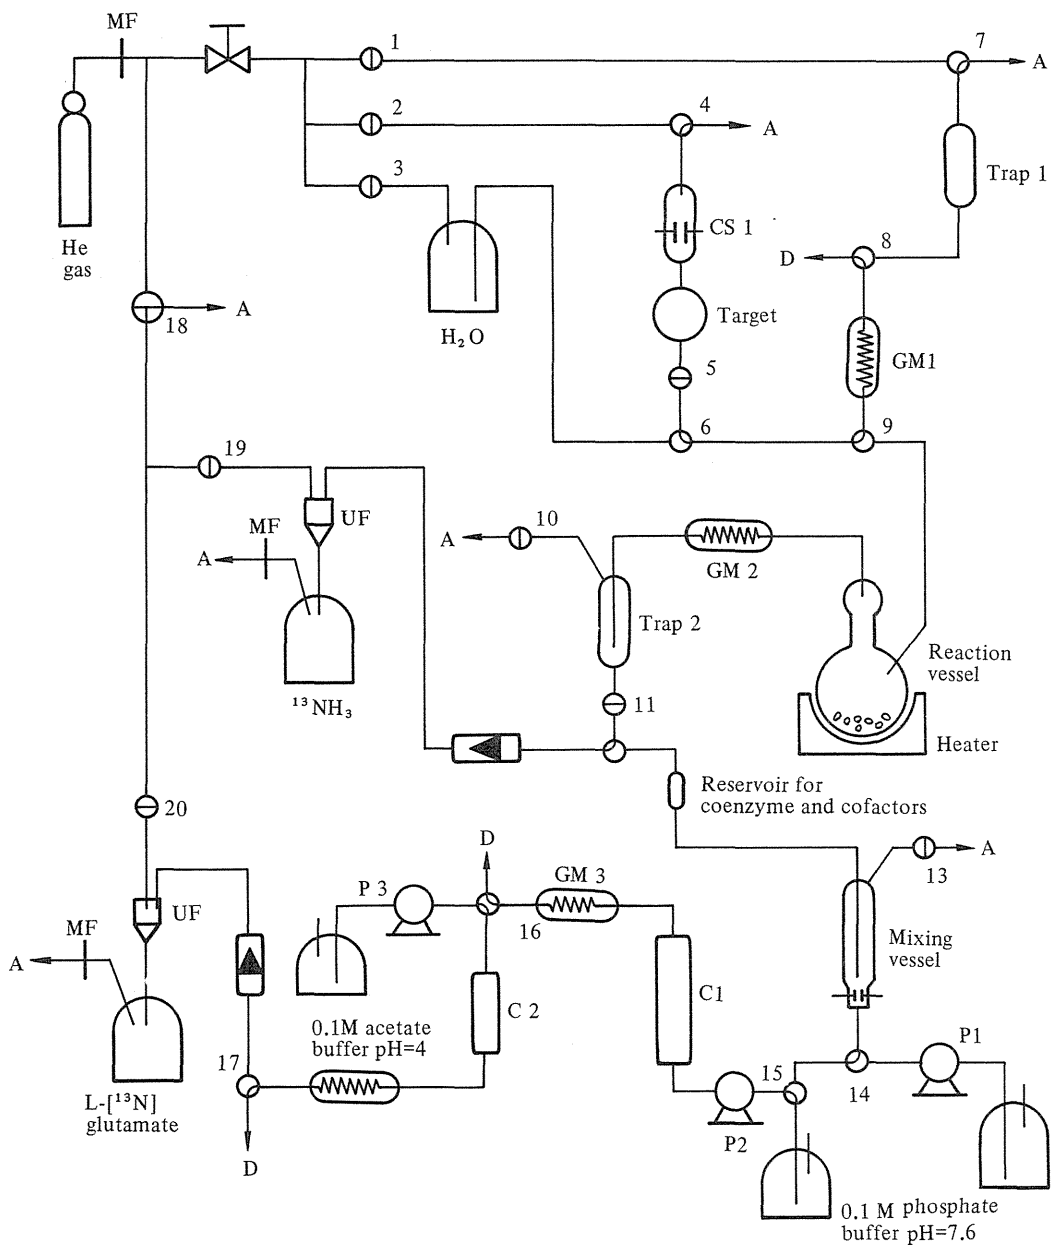 MF
1
7
A
2
4
A
3
Trap 1
CS 1
8
D
He
gas
A
18
H₂O
Target
GM1
5
6
9
19
UF
MF
A
10
A
GM 2
Trap 2
Reaction
vessel
¹³NH₃
11
Heater
Reservoir for
coenzyme and cofactors
20
D
A
13
GM 3
P 3
UF
MF
16
A
Mixing
vessel
C1
C 2
0.1M acetate
buffer pH=4
17
15
14
P1
L-[¹³N]
glutamate
P2
D
0.1 M phosphate
buffer pH=7.6